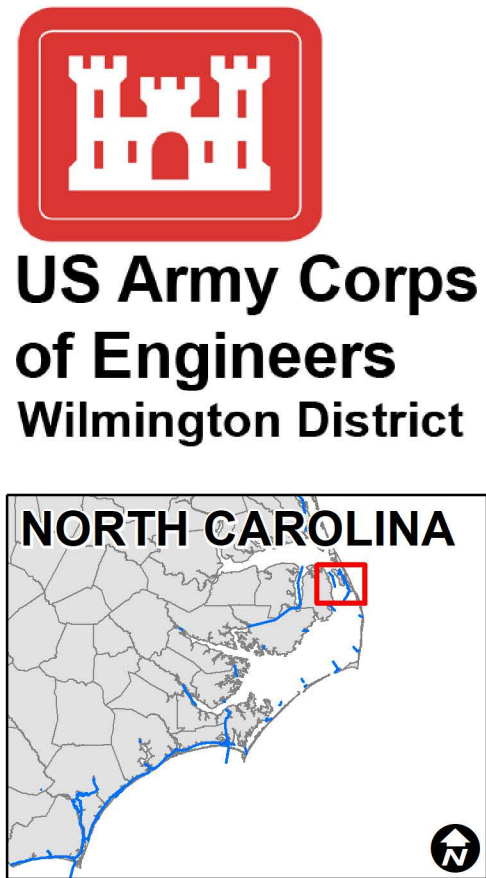 US Army Corps
of Engineers
Wilmington District
NORTH CAROLINA
N